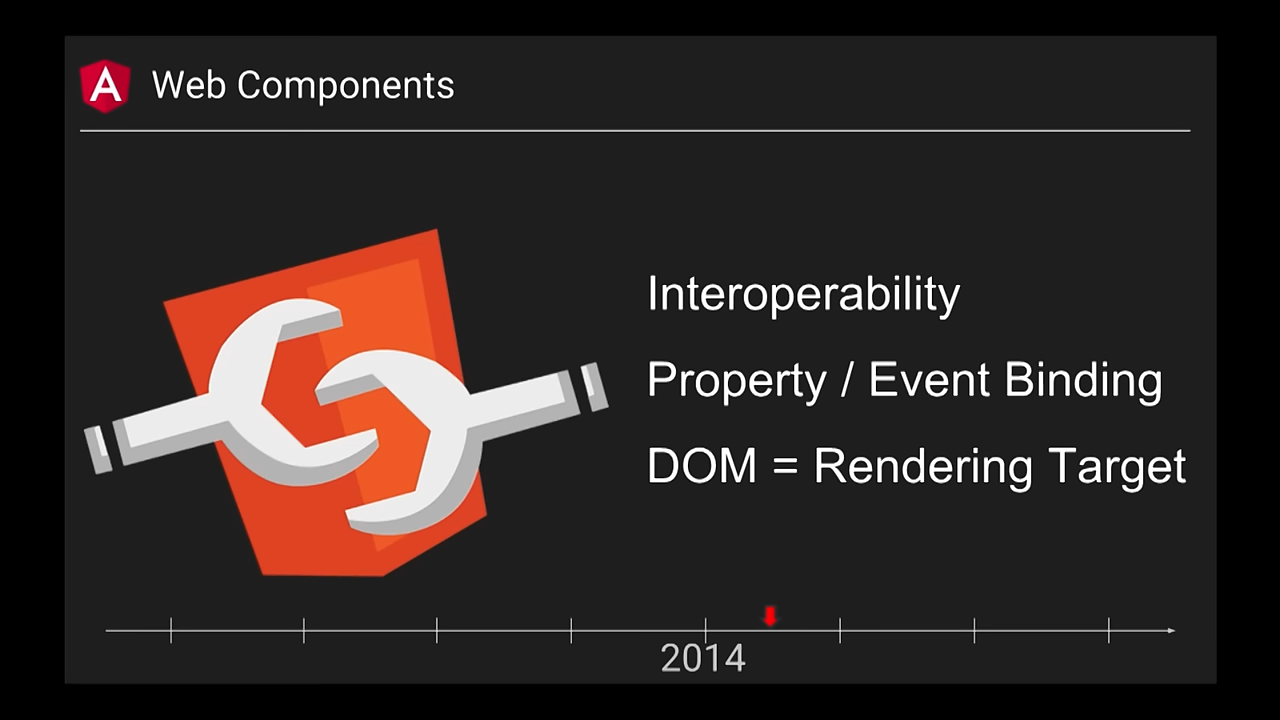 A Web Components
Interoperability
Property / Event Binding
DOM = Rendering Target
2014